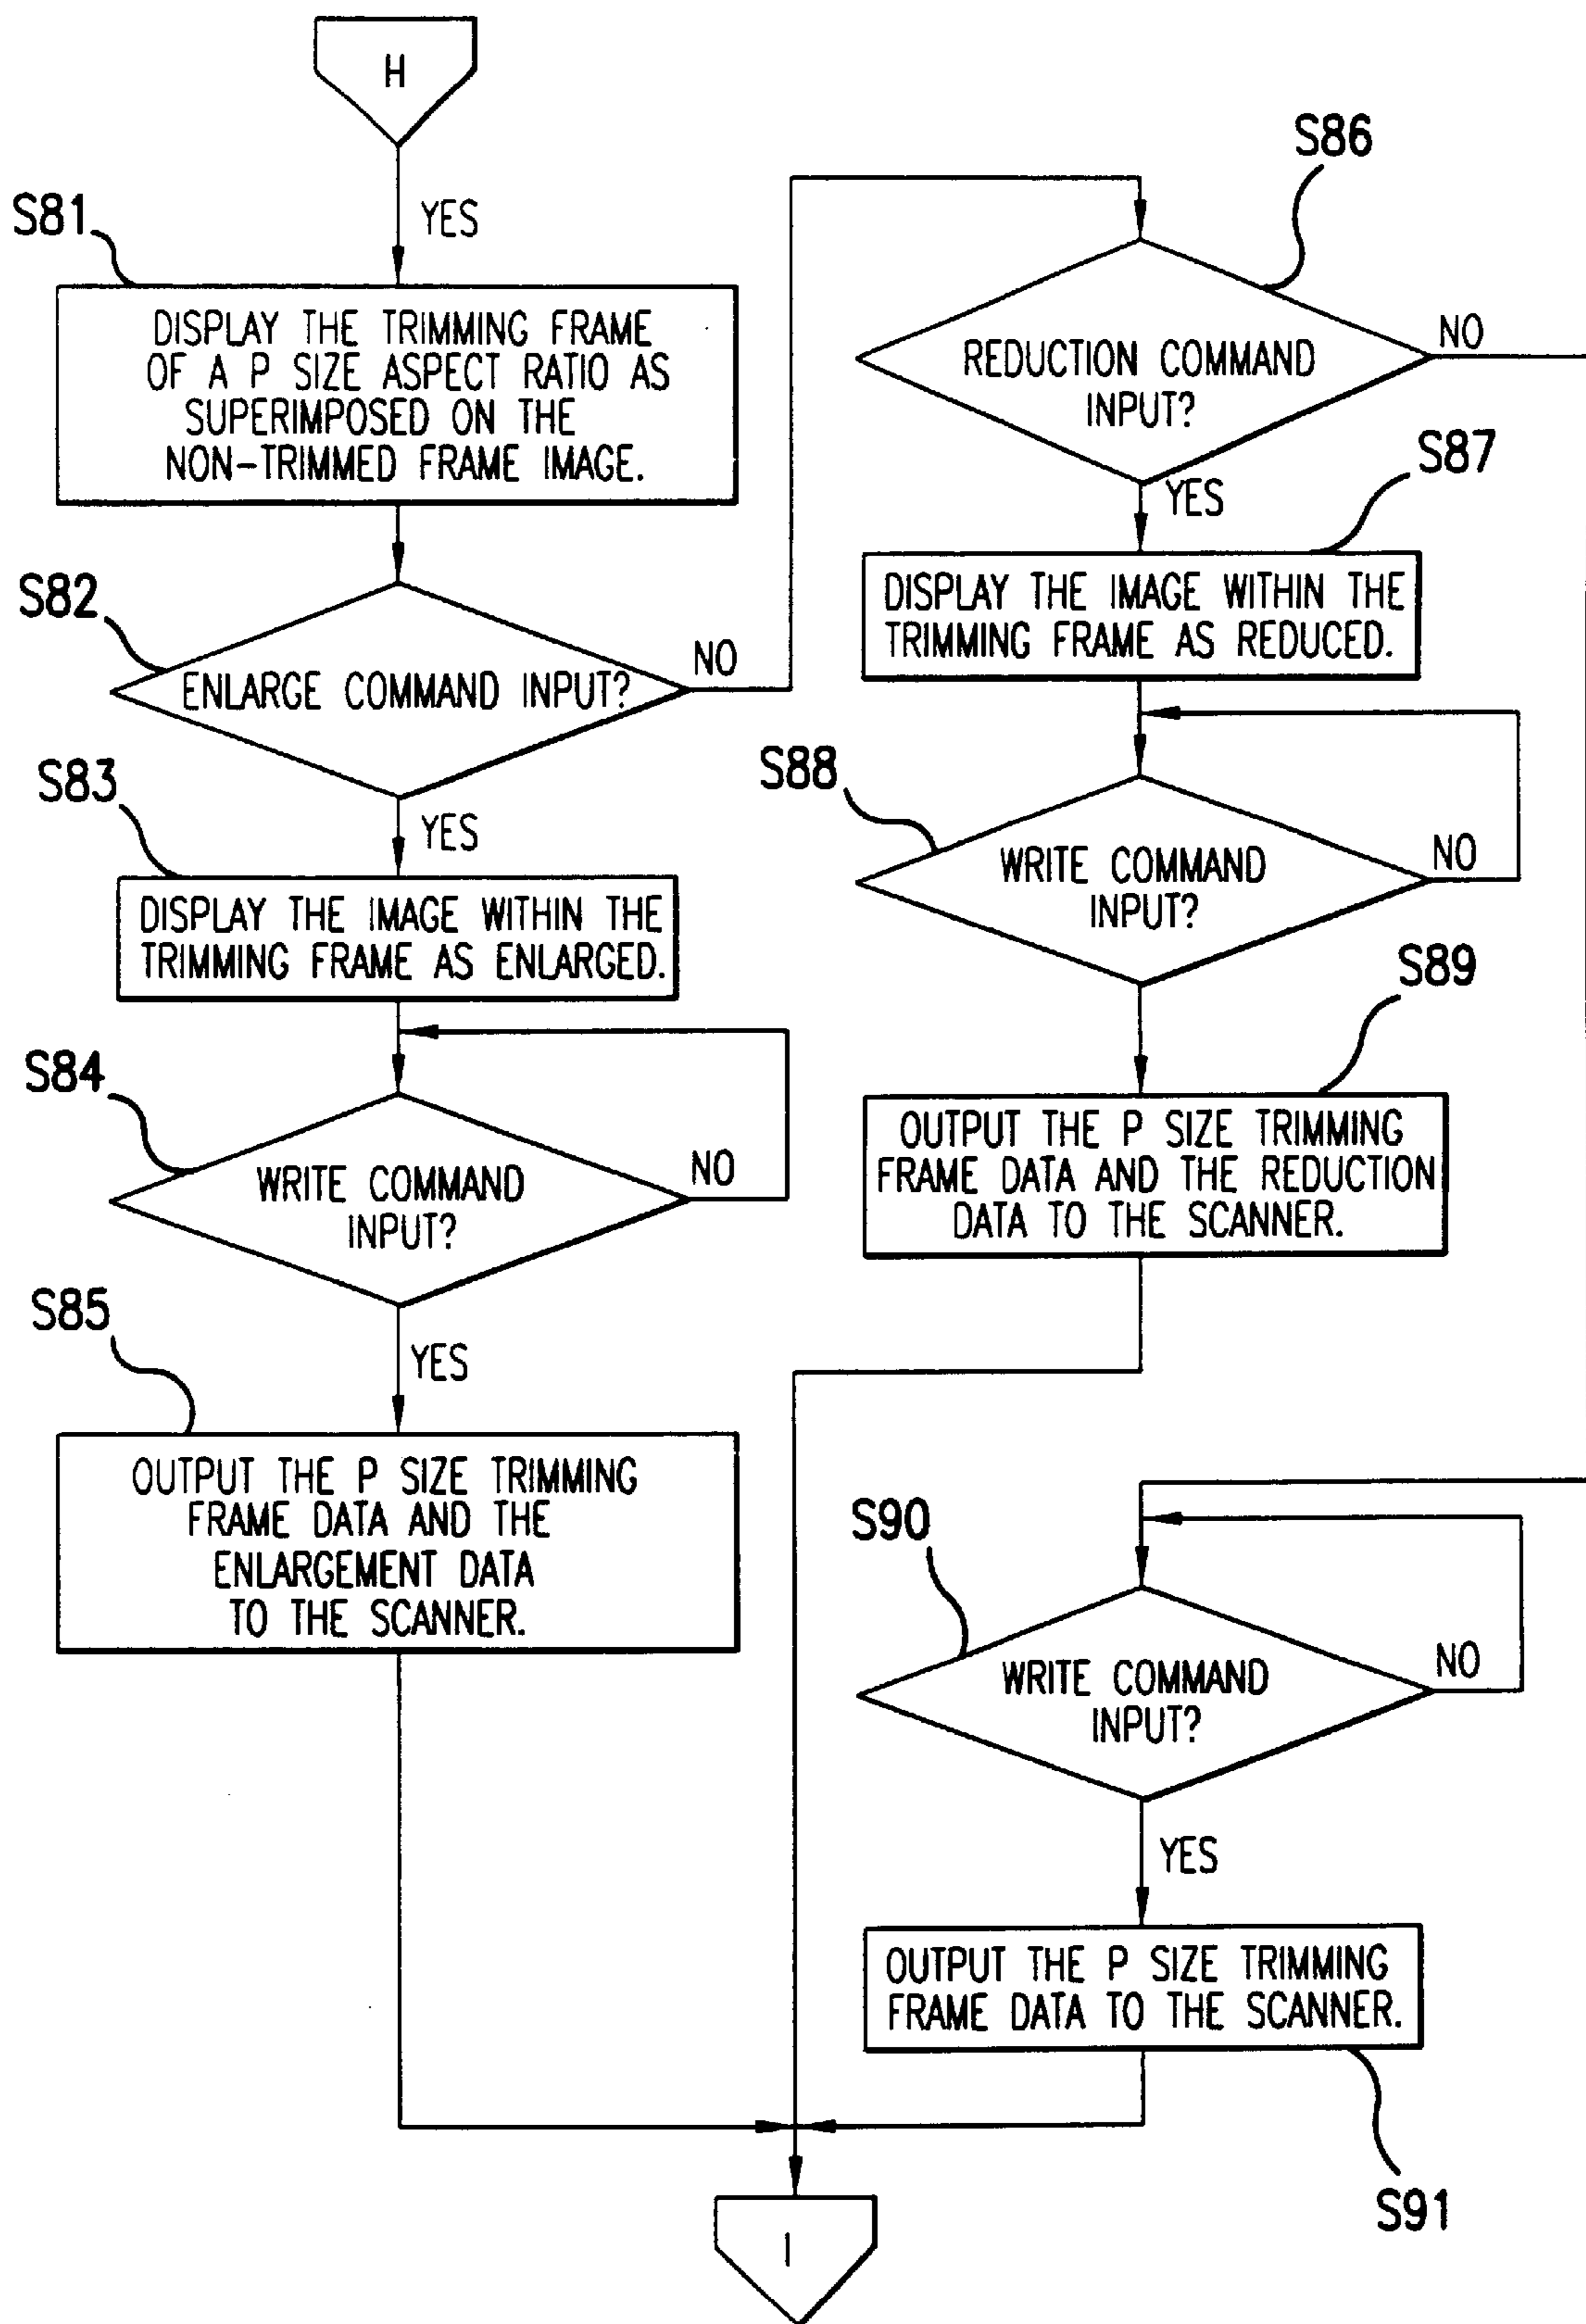 H
YES
S81
DISPLAY THE TRIMMING FRAME
OF A P SIZE ASPECT RATIO AS
SUPERIMPOSED ON THE
NON-TRIMMED FRAME IMAGE.
S82
ENLARGE COMMAND INPUT?
NO
YES
S83
DISPLAY THE IMAGE WITHIN THE
TRIMMING FRAME AS ENLARGED.
S84
WRITE COMMAND
INPUT?
NO
YES
S85
OUTPUT THE P SIZE TRIMMING
FRAME DATA AND THE
ENLARGEMENT DATA
TO THE SCANNER.
S86
REDUCTION COMMAND
INPUT?
NO
YES
S87
DISPLAY THE IMAGE WITHIN THE
TRIMMING FRAME AS REDUCED.
S88
WRITE COMMAND
INPUT?
NO
S89
OUTPUT THE P SIZE TRIMMING
FRAME DATA AND THE REDUCTION
DATA TO THE SCANNER.
S90
WRITE COMMAND
INPUT?
NO
YES
OUTPUT THE P SIZE TRIMMING
FRAME DATA TO THE SCANNER.
S91
I